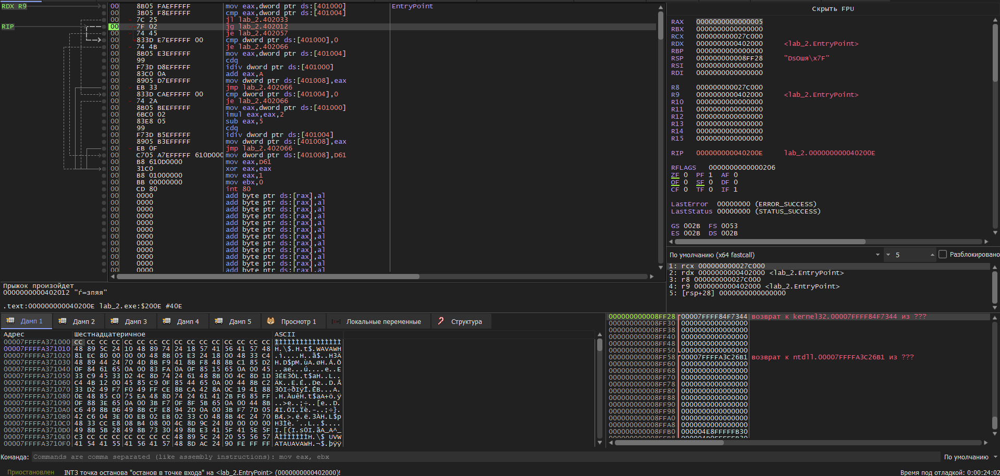 RDX R9
RIP
00 8B05 FAEFFFFF mov eax,dword ptr ds:[401000] EntryPoint
00 3B05 F8EFFFFF cmp eax,dword ptr ds:[401004]
00 7C 25 jl lab_2.402033
00 7F 02 jg lab_2.402012
00 74 45 je lab_2.402057
00 833D E7EFFFFF 00 cmp dword ptr ds:[401000],0
00 74 4B je lab_2.402066
00 8B05 E3EFFFFF mov eax,dword ptr ds:[401004]
00 99 cdq
00 F73D D8EFFFFF idiv dword ptr ds:[401000]
00 83C0 0A add eax,A
00 8905 D7EFFFFF mov dword ptr ds:[401008],eax
00 EB 33 jmp lab_2.402066
00 833D CAEFFFFF 00 cmp dword ptr ds:[401004],0
00 74 2A je lab_2.402066
00 8B05 BEEFFFFF mov eax,dword ptr ds:[401000]
00 6BC0 02 imul eax,eax,2
00 83E8 05 sub eax,5
00 99 cdq
00 F73D B5EFFFFF idiv dword ptr ds:[401004]
00 8905 B3EFFFFF mov dword ptr ds:[401008],eax
00 EB 0F jmp lab_2.402066
00 C705 A7EFFFFF 610D000 mov dword ptr ds:[401008],D61
00 B8 610D0000 mov eax,D61
00 31C0 xor eax,eax
00 B8 01000000 mov eax,1
00 BB 00000000 mov ebx,0
00 CD 80 int 80
00 0000 add byte ptr ds:[rax],al
00 0000 add byte ptr ds:[rax],al
00 0000 add byte ptr ds:[rax],al
00 0000 add byte ptr ds:[rax],al
00 0000 add byte ptr ds:[rax],al
00 0000 add byte ptr ds:[rax],al
00 0000 add byte ptr ds:[rax],al
00 0000 add byte ptr ds:[rax],al
00 0000 add byte ptr ds:[rax],al
00 0000 add byte ptr ds:[rax],al
00 0000 add byte ptr ds:[rax],al
00 0000 add byte ptr ds:[rax],al
Скрыть FPU
RAX 0000000000000005
RBX 0000000000000000
RCX 000000000027C000
RDX 0000000000402000 <lab_2.EntryPoint>
RBP 0000000000000000
RSP 00000000008FF28 "DsОшя\x7F"
RSI 0000000000000000
RDI 0000000000000000
R8 000000000027C000
R9 0000000000402000 <lab_2.EntryPoint>
R10 0000000000000000
R11 0000000000000000
R12 0000000000000000
R13 0000000000000000
R14 0000000000000000
R15 0000000000000000
RIP 000000000040200E lab_2.000000000040200E
RFLAGS 0000000000000206
ZF 0 PF 1 AF 0
OF 0 SF 0 DF 0
CF 0 TF 0 IF 1
LastError 00000000 (ERROR_SUCCESS)
LastStatus 00000000 (STATUS_SUCCESS)
GS 002B FS 0053
ES 002B DS 002B
По умолчанию (x64 fastcall) 5 Разблокировано
1: rcx 000000000027C000
2: rdx 0000000000402000 <lab_2.EntryPoint>
3: r8 000000000027C000
4: r9 0000000000402000 <lab_2.EntryPoint>
5: [rsp+28] 0000000000000000
Прыжок произойдет
0000000000402012 "ѓ=зпяя"
.text:000000000040200E lab_2.exe:$200E #40E
Дамп 1 Дамп 2 Дамп 3 Дамп 4 Дамп 5 Просмотр 1 [x=] Локальные переменные Структура
Адрес Шестнадцатеричное ASCII
00007FFFFA371000 CC CC CC CC CC CC CC CC CC CC CC CC CC CC CC CC ÌÌÌÌÌÌÌÌÌÌÌÌÌÌÌÌ
00007FFFFA371010 48 89 5C 24 10 48 89 74 24 18 57 41 56 41 57 48 H.\$.H.t$.WAVAWH
00007FFFFA371020 81 EC 80 00 00 00 48 8B 05 E3 24 18 00 48 33 C4 .ì....H..ã$..H3Ä
00007FFFFA371030 48 89 44 24 70 4D 8B F9 41 8B F8 48 8B C1 85 D2 H.D$pM.ùA.øH.Á.Ò
00007FFFFA371040 0F 84 61 65 0A 00 83 FA 0A 0F 85 15 65 0A 00 45 ..ae...ú....e..E
00007FFFFA371050 33 C9 45 33 D2 4C 8D 74 24 61 48 8B 00 4C 8D 1D 3ÉE3ÒL.t$aH..L..
00007FFFFA371060 C4 4B 12 00 45 85 C9 0F 85 44 65 0A 00 44 8B C2 ÄK..E.É..De..D.Â
00007FFFFA371070 33 D2 49 F7 F0 49 FF CE 8B CA 42 8A 0C 19 41 88 3ÒI÷ðIÿÎ.ÊB...A.
00007FFFFA371080 0E 48 85 C0 75 EA 48 8D 74 24 61 41 2B F6 85 FF .H.ÀuêH.t$aA+ö.ÿ
00007FFFFA371090 0F 88 3E 65 0A 00 3B F7 0F 8F 5B 65 0A 00 44 8B ..>e..;÷..[e..D.
00007FFFFA3710A0 C6 49 8B D6 49 8B CF E8 94 2D 0A 00 3B F7 7D 05 ÆI.ÖI.Ïè.-..;÷}.
00007FFFFA3710B0 42 C6 04 3E 00 EB 02 EB 02 33 C0 48 8B 4C 24 70 BÆ.>.ë.ë.3ÀH.L$p
00007FFFFA3710C0 48 33 CC E8 08 B4 08 00 4C 8D 9C 24 80 00 00 00 H3Ìè.´..L..$....
00007FFFFA3710D0 49 8B 5B 28 49 8B 73 30 49 8B E3 41 5F 41 5E 5F I.[(I.s0I.ãA_A^_
00007FFFFA3710E0 C3 CC CC CC CC CC CC CC 48 89 5C 24 20 55 56 57 ÃÌÌÌÌÌÌÌH.\$ UVW
00007FFFFA3710F0 41 54 41 55 41 56 41 57 48 8D AC 24 90 FE FF FF ATAUAVAWH.¬$.þÿÿ
00000000008FF28 00007FFFF84F7344 возврат к kernel32.00007FFFF84F7344 из ???
00000000008FF30 0000000000000000
00000000008FF38 0000000000000000
00000000008FF40 0000000000000000
00000000008FF48 0000000000000000
00000000008FF50 0000000000000000
00000000008FF58 00007FFFFA3C26B1 возврат к ntdll.00007FFFFA3C26B1 из ???
00000000008FF60 0000000000000000
00000000008FF68 0000000000000000
00000000008FF70 0000000000000000
00000000008FF78 0000000000000000
00000000008FF80 0000000000000000
00000000008FF88 0000000000000000
00000000008FF90 0000000000000000
00000000008FF98 0000000000000000
00000000008FFA0 0000000000000000
00000000008FFA8 0000000000000000
00000000008FFB0 000004E8FFFFFB30
Команда: Commands are comma separated (like assembly instructions): mov eax, ebx По умолчанию
Приостановлен INT3 точка останова "останов в точке входа" на <lab_2.EntryPoint> (0000000000402000)! Время под отладкой: 0:00:24:02